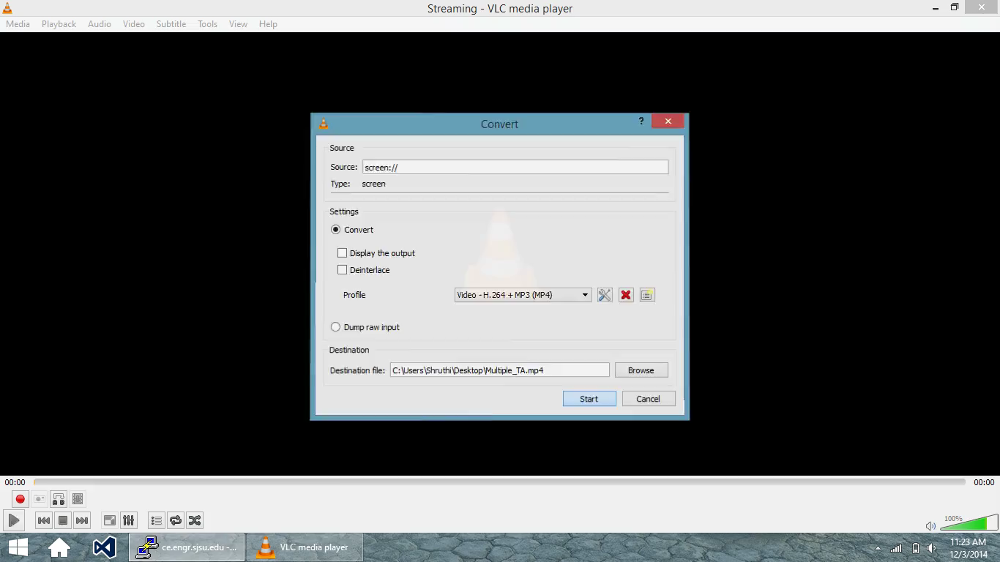 Streaming - VLC media player
Media Playback Audio Video Subtitle Tools View Help
Convert
?
Source
Source: screen://
Type: screen
Settings
Convert
Display the output
Deinterlace
Profile Video - H.264 + MP3 (MP4)
Dump raw input
Destination
Destination file: C:\Users\Shruthi\Desktop\Multiple_TA.mp4 Browse
Start Cancel
00:00 00:00
100%
ce.engr.sjsu.edu -... VLC media player 11:23 AM
12/3/2014